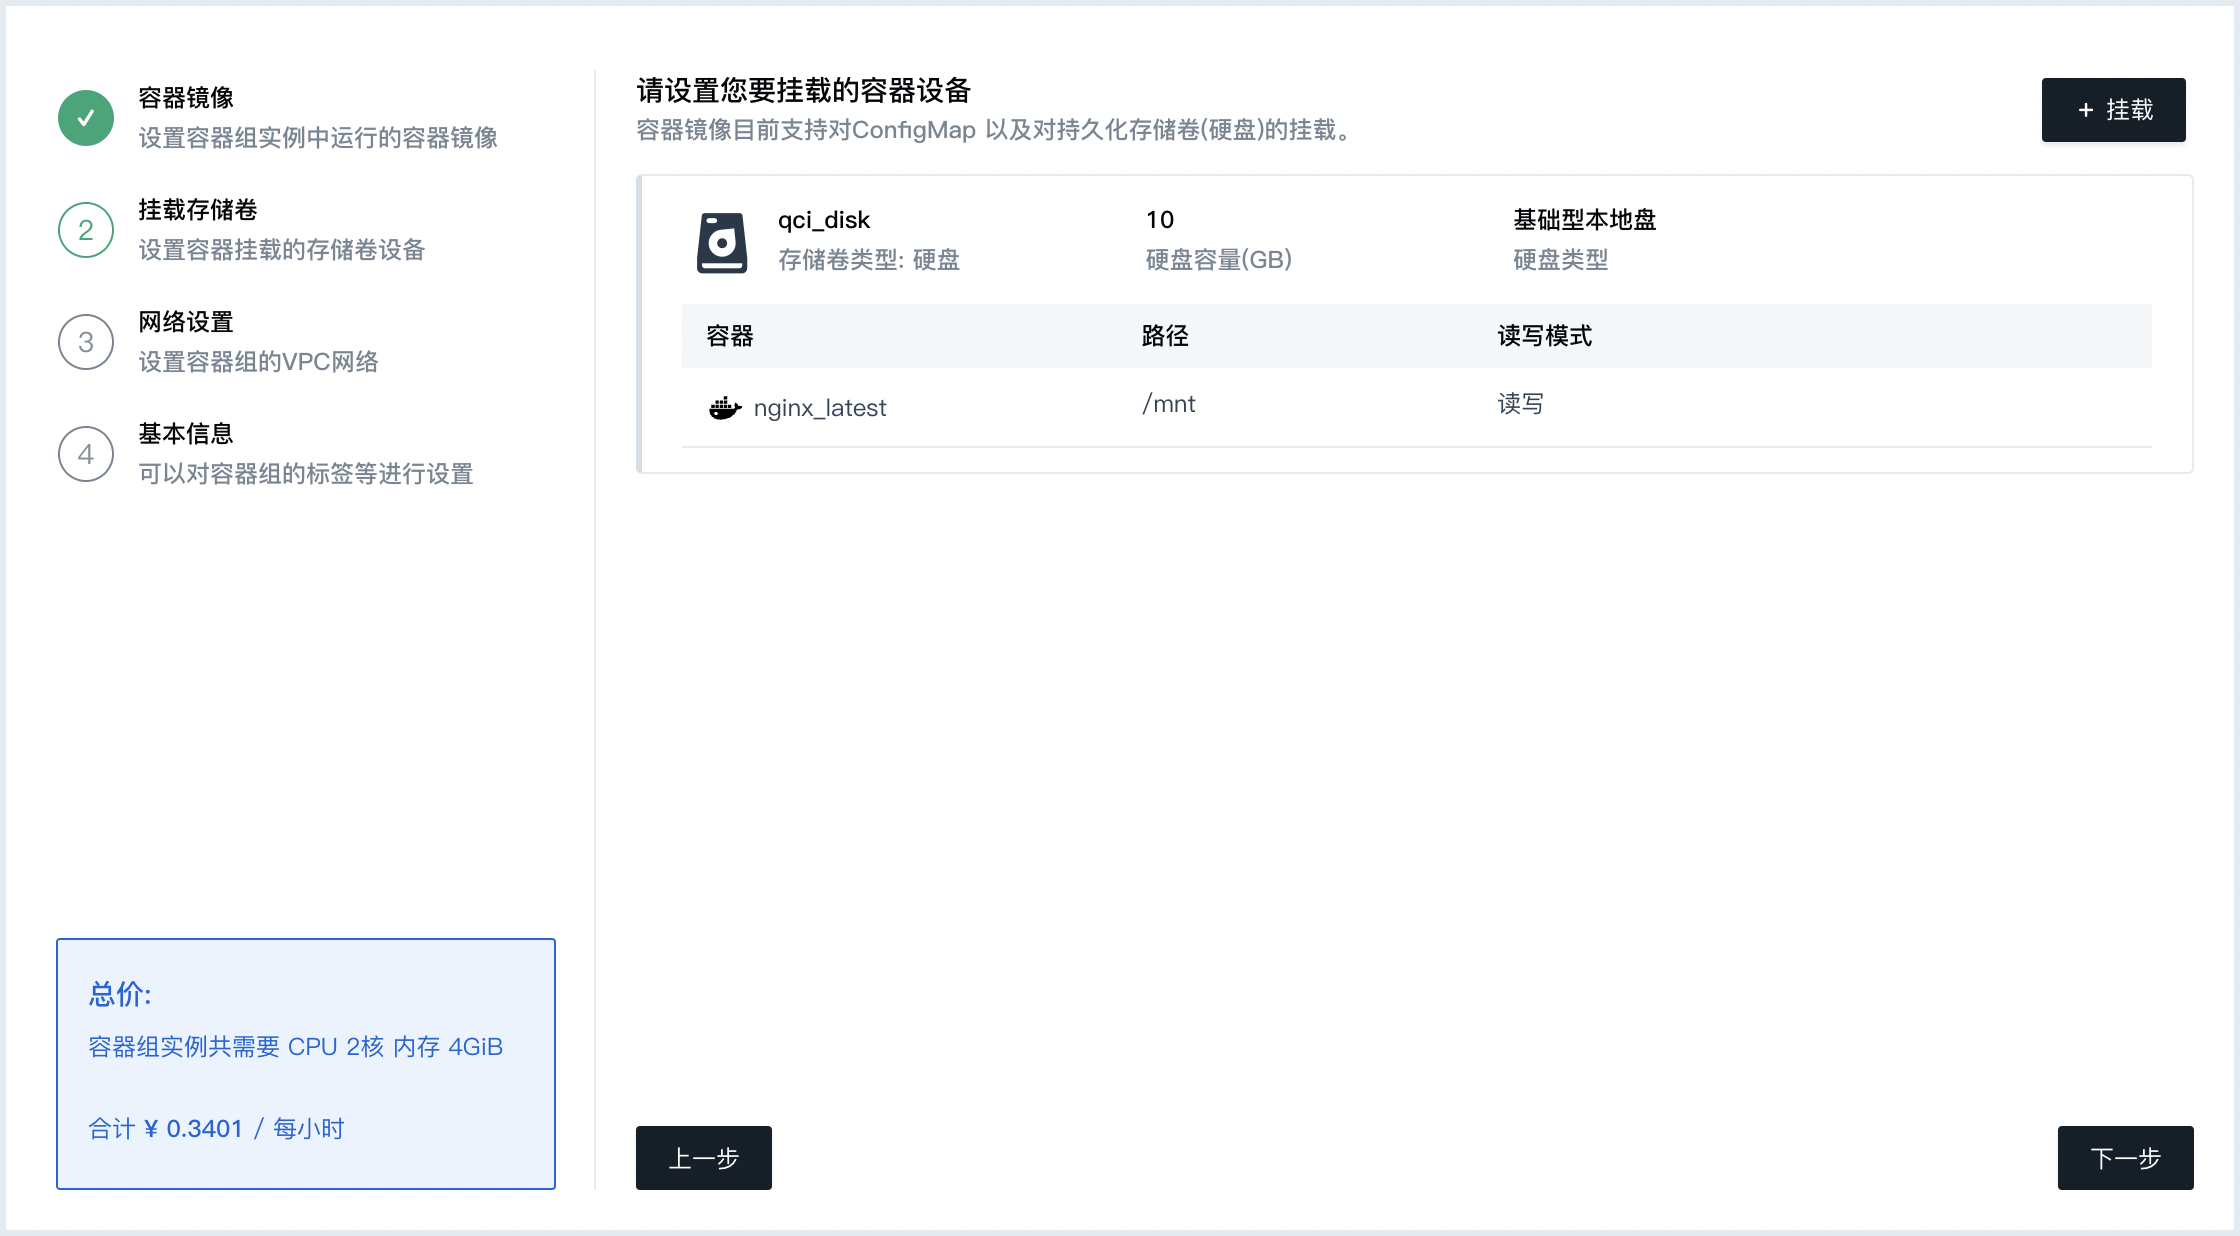 容器镜像
设置容器组实例中运行的容器镜像
2
挂载存储卷
设置容器挂载的存储卷设备
3
网络设置
设置容器组的VPC网络
4
基本信息
可以对容器组的标签等进行设置
总价:
容器组实例共需要 CPU 2核 内存 4GiB
合计 ¥ 0.3401 / 每小时
请设置您要挂载的容器设备
容器镜像目前支持对ConfigMap 以及对持久化存储卷(硬盘)的挂载。
+ 挂载
qci_disk 10 基础型本地盘
存储卷类型: 硬盘 硬盘容量(GB) 硬盘类型
容器 路径 读写模式
nginx_latest /mnt 读写
上一步 下一步